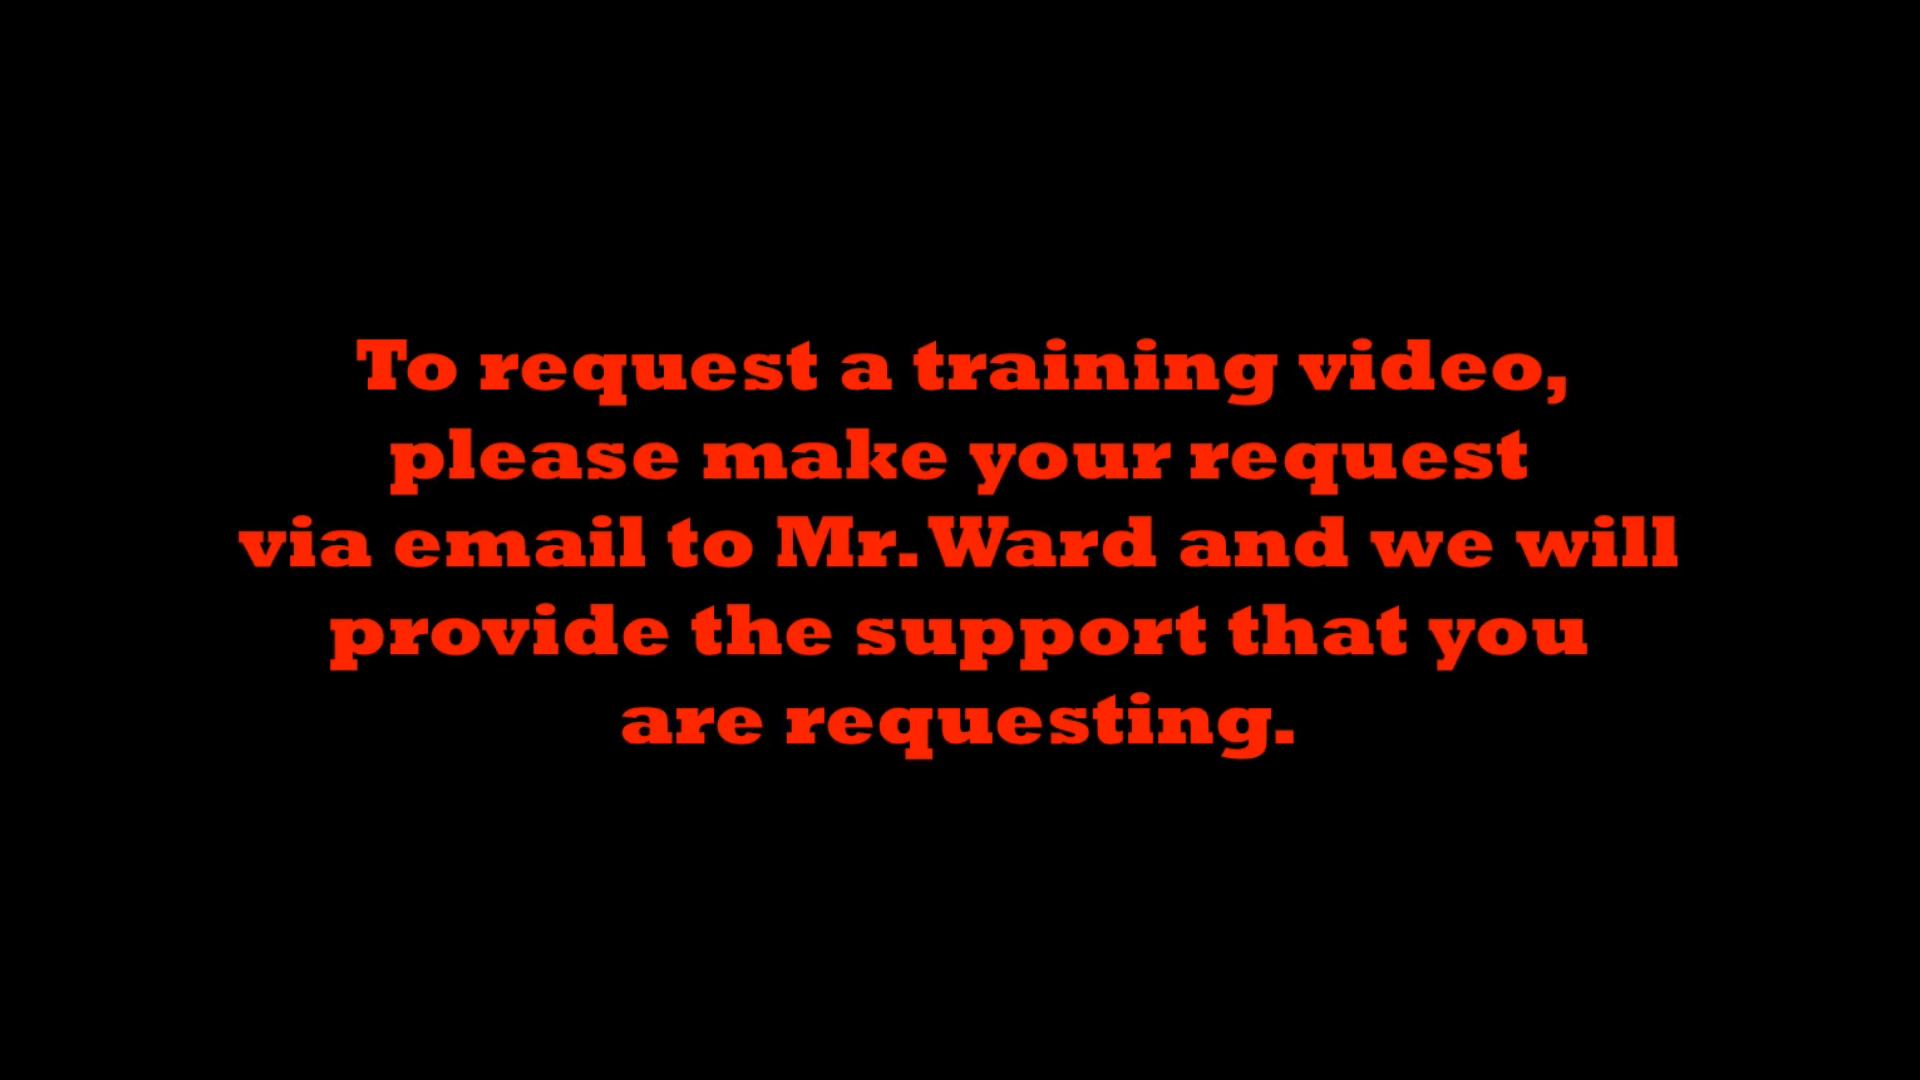 To request a training video,
please make your request
via email to Mr. Ward and we will
provide the support that you
are requesting.